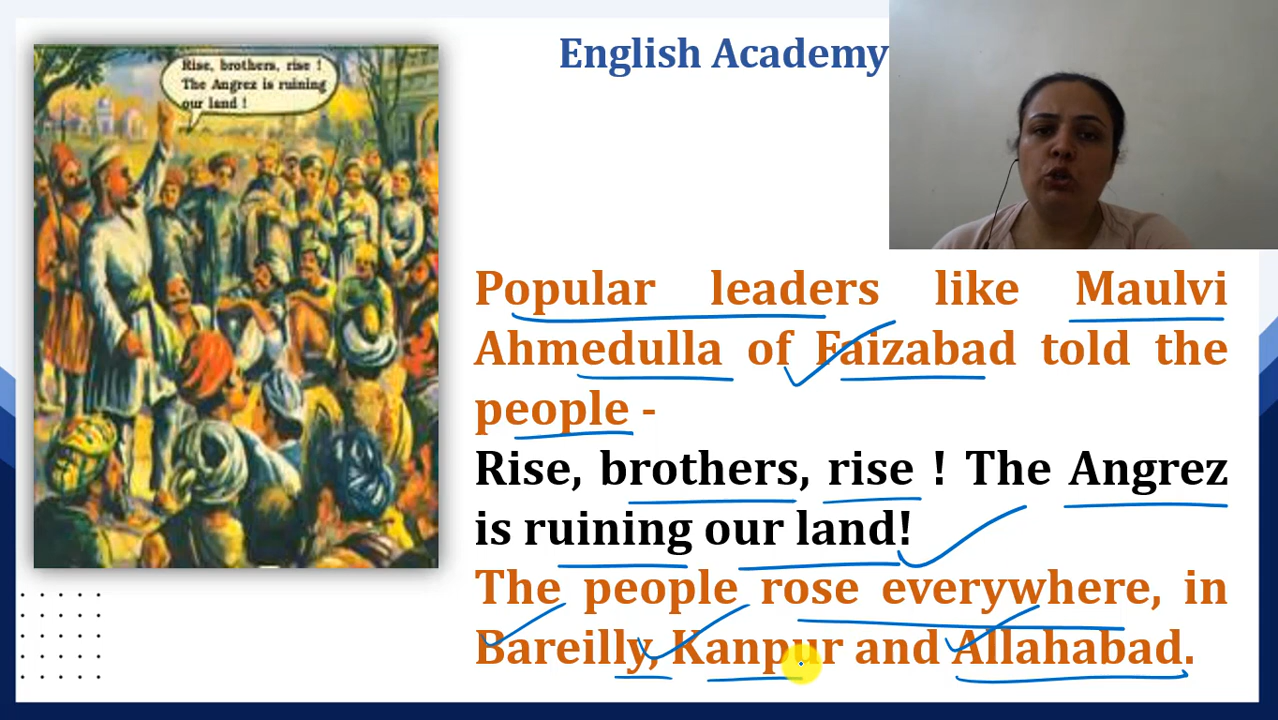 English Academy
Rise, brothers, rise !
The Angrez is ruining
our land !
Popular leaders like Maulvi
Ahmedulla of Faizabad told the
people -
Rise, brothers, rise ! The Angrez
is ruining our land!
The people rose everywhere, in
Bareilly, Kanpur and Allahabad.